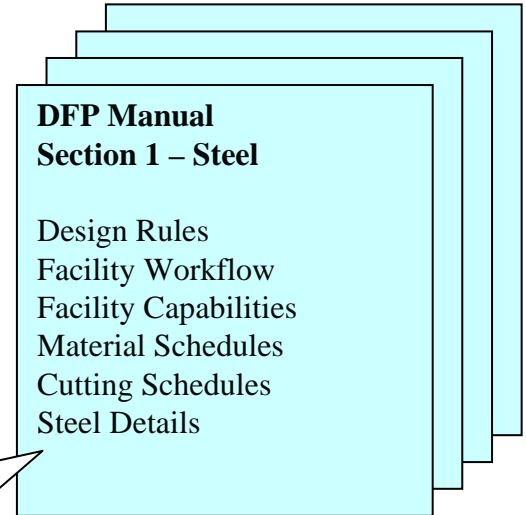 DFP Manual
Section 1 – Steel
Design Rules
Facility Workflow
Facility Capabilities
Material Schedules
Cutting Schedules
Steel Details